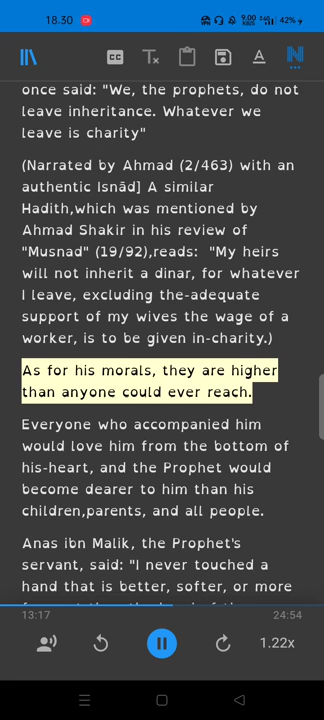 18.30
9,00
KB/s
42%
CC
T
A
N
once said: "We, the prophets, do not
leave inheritance. Whatever we
leave is charity"
(Narrated by Ahmad (2/463) with an
authentic Isnād] A similar
Hadith,which was mentioned by
Ahmad Shakir in his review of
"Musnad" (19/92),reads:  "My heirs
will not inherit a dinar, for whatever
I leave, excluding the-adequate
support of my wives the wage of a
worker, is to be given in-charity.)
As for his morals, they are higher
than anyone could ever reach.
Everyone who accompanied him
would love him from the bottom of
his-heart, and the Prophet would
become dearer to him than his
children,parents, and all people.
Anas ibn Malik, the Prophet's
servant, said: "I never touched a
hand that is better, softer, or more
13:17
24:54
1.22x